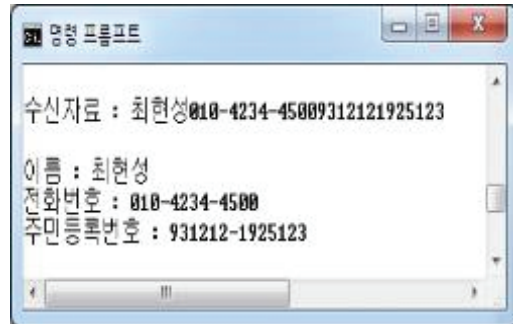 명령 프롬프트
수신자료 : 최현성010-4234-45009312121925123
이름 : 최현성
전화번호 : 010-4234-4500
주민등록번호 : 931212-1925123